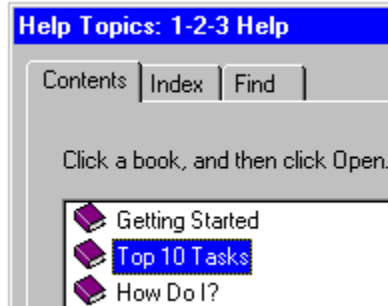 Help Topics: 1-2-3 Help
Contents Index Find
Click a book, and then click Open.
Getting Started
Top 10 Tasks
How Do I?